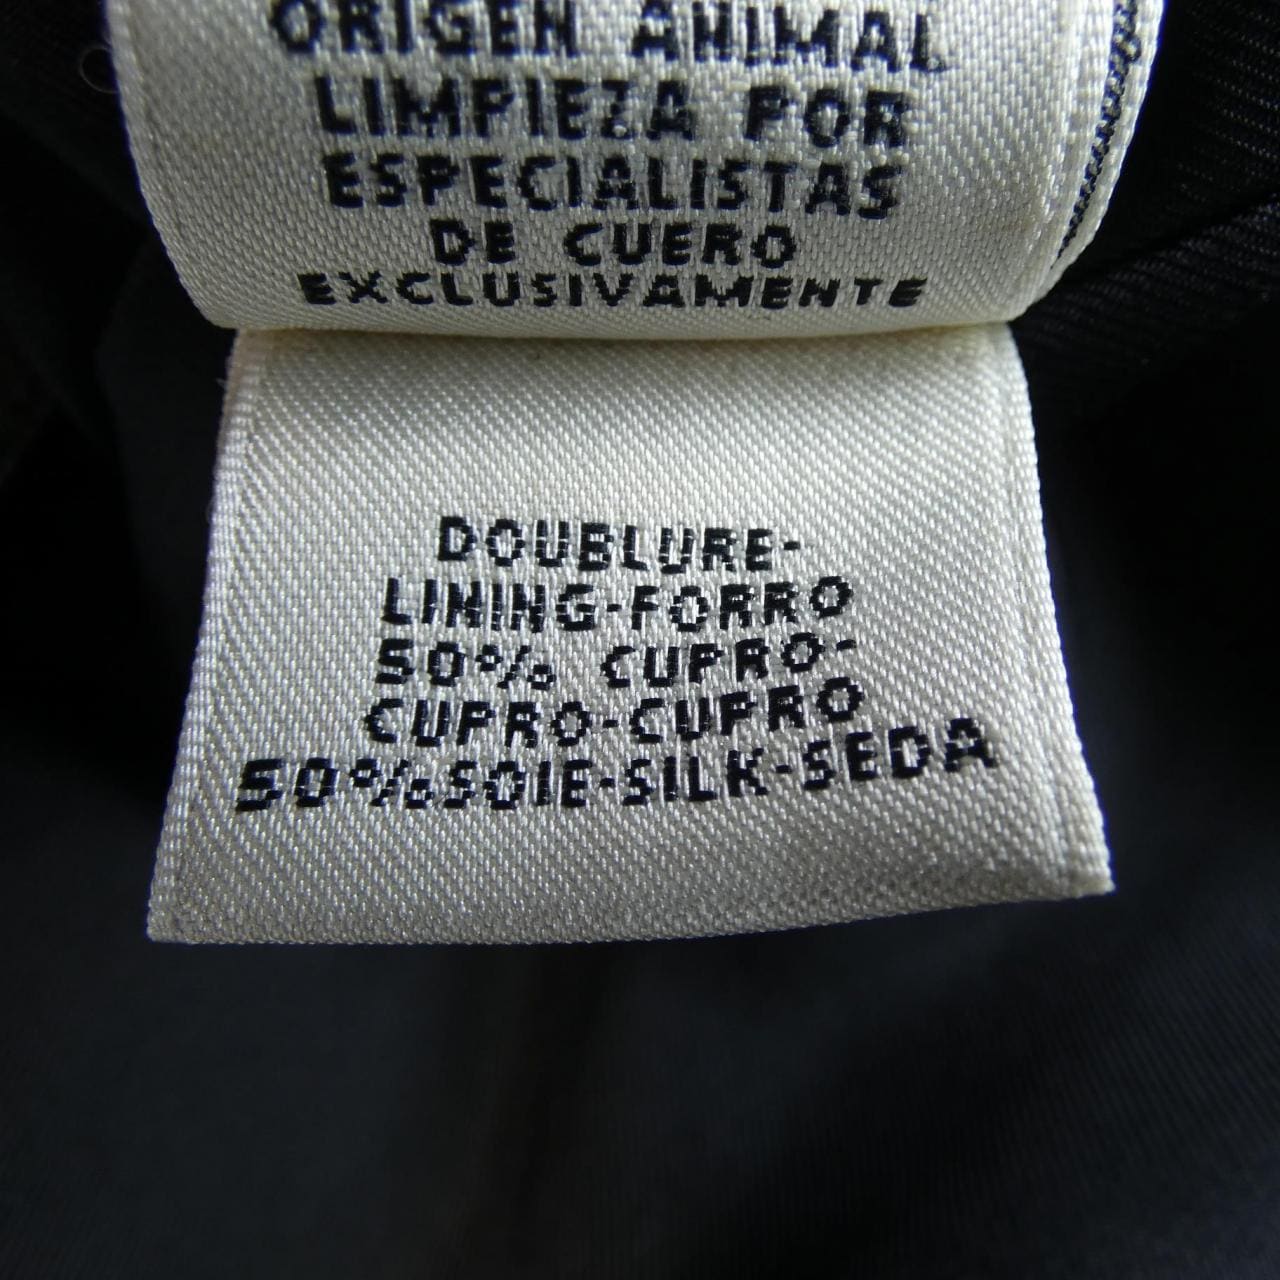 ORIGEN ANIMAL
LIMPIEZA POR
ESPECIALISTAS
DE CUERO
EXCLUSIVAMENTE
DOUBLURE-
LINING-FORRO
50% CUPRO-
CUPRO-CUPRO
50%SOIE-SILK-SEDA